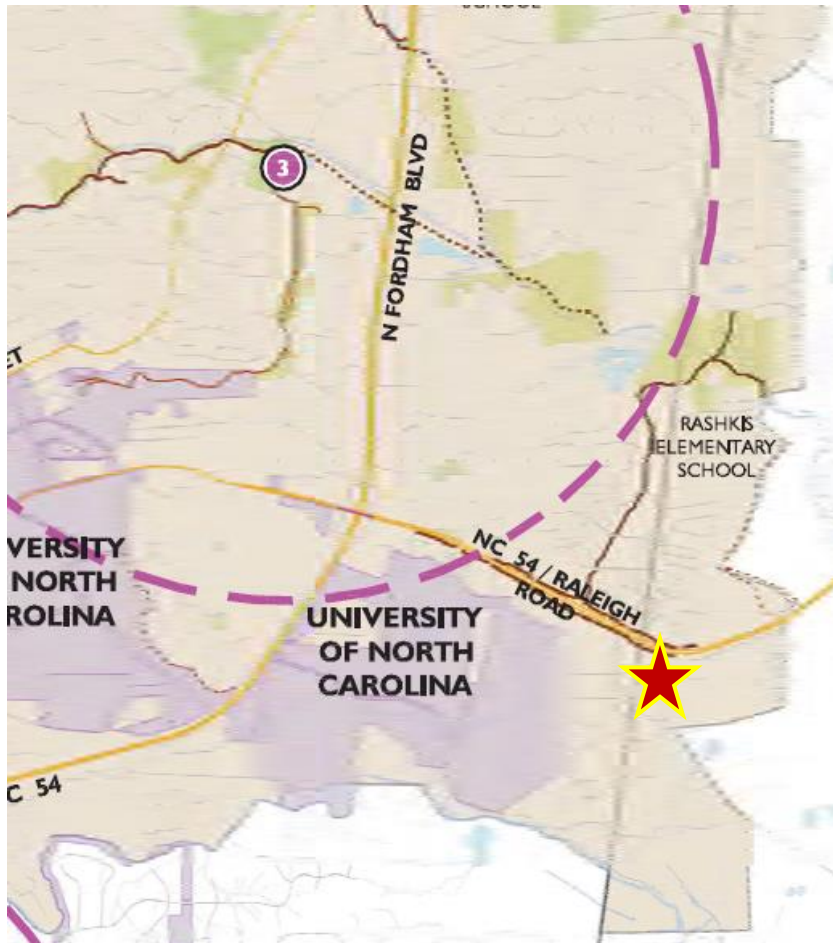 SCHOOL
3
N FORDHAM BLVD
ET
RASHKIS
ELEMENTARY
SCHOOL
VERSITY
NORTH
ROLINA
NC 54 / RALEIGH
ROAD
UNIVERSITY
OF NORTH
CAROLINA
C 54